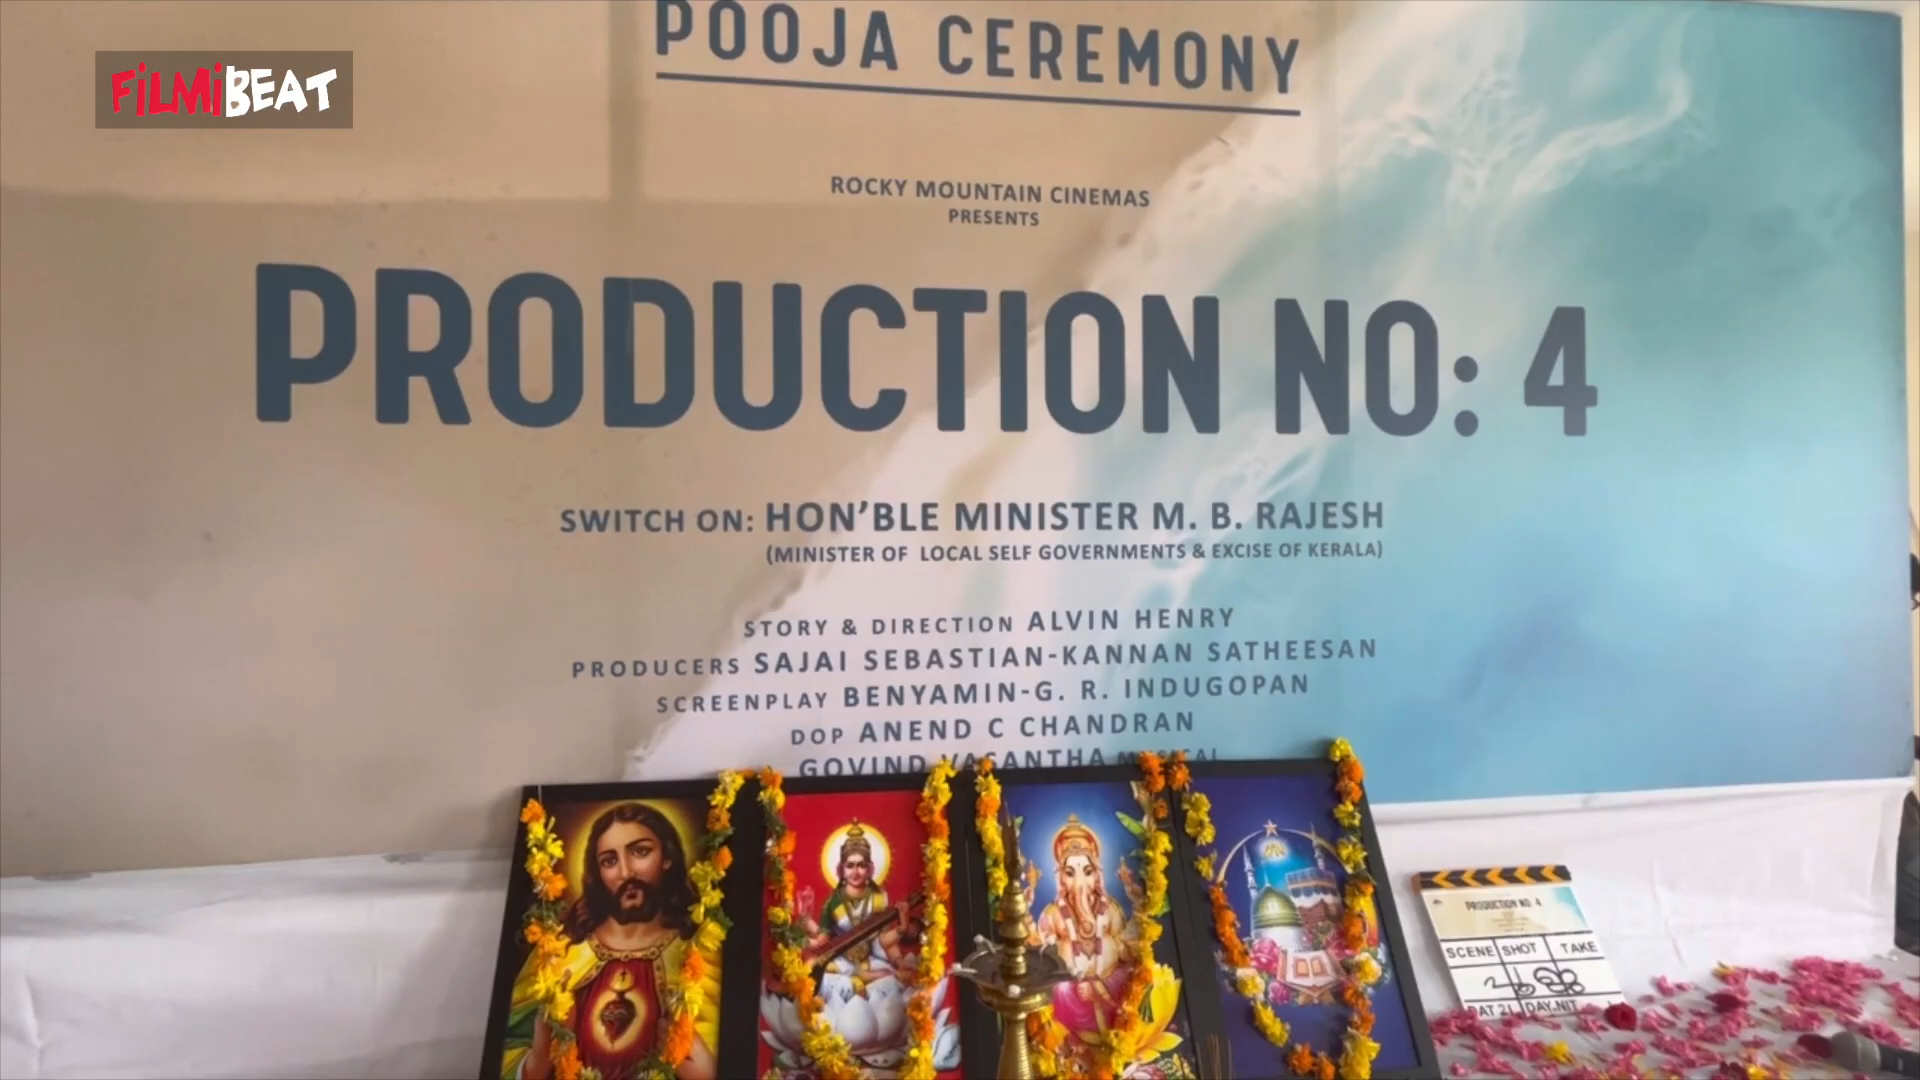 FILMiBEAT
POOJA CEREMONY
ROCKY MOUNTAIN CINEMAS
PRESENTS
PRODUCTION NO: 4
SWITCH ON: HON'BLE MINISTER M. B. RAJESH
(MINISTER OF LOCAL SELF GOVERNMENTS & EXCISE OF KERALA)
STORY & DIRECTION ALVIN HENRY
PRODUCERS SAJAI SEBASTIAN-KANNAN SATHEESAN
SCREENPLAY BENYAMIN-G. R. INDUGOPAN
DOP ANEND C CHANDRAN
GOVIND VASANTHA MUSICAL
PRODUCTION NO. 4
SCENE SHOT TAKE
DAY.NIT